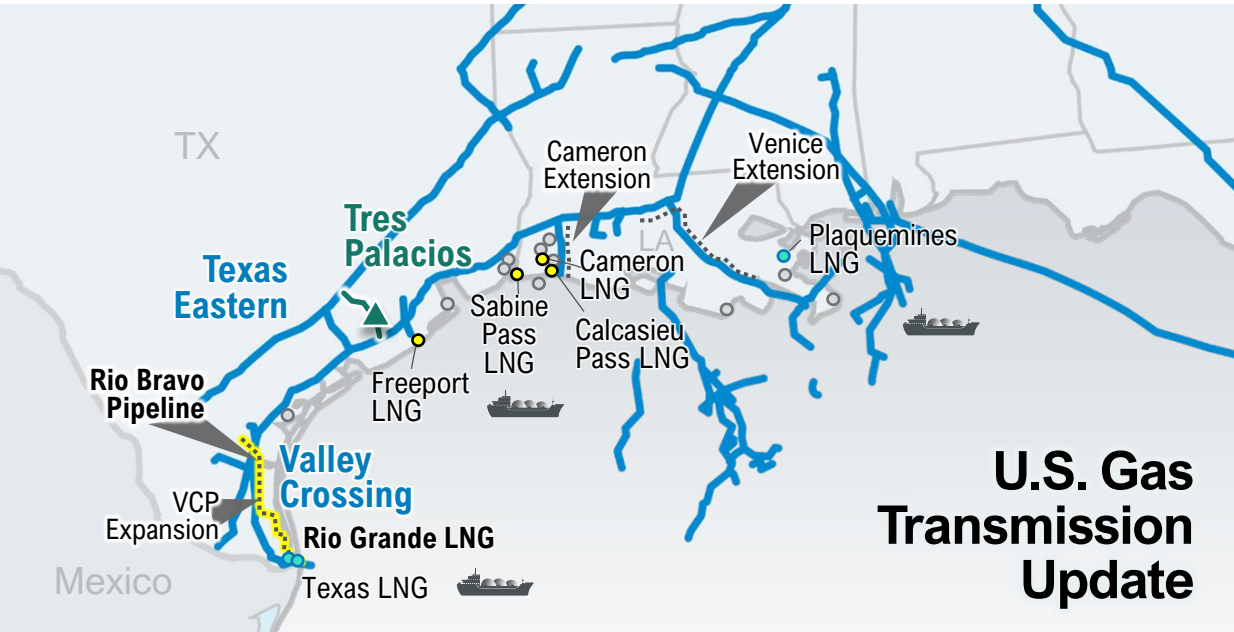 TX
Cameron
Extension
Venice
Extension
Tres
Palacios
LA
Plaquemines
LNG
Texas
Eastern
Cameron
LNG
Sabine
Pass
LNG
Calcasieu
Pass LNG
Rio Bravo
Pipeline
Freeport
LNG
Valley
Crossing
VCP
Expansion
Rio Grande LNG
Mexico
Texas LNG
U.S. Gas
Transmission
Update